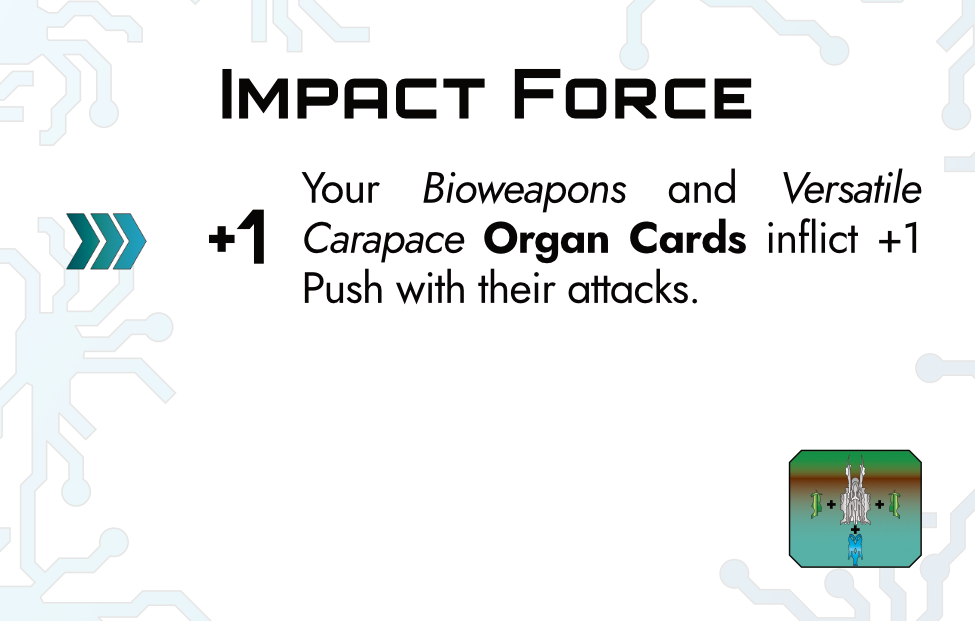 Impact Force
+1
Your Bioweapons and Versatile
Carapace Organ Cards inflict +1
Push with their attacks.